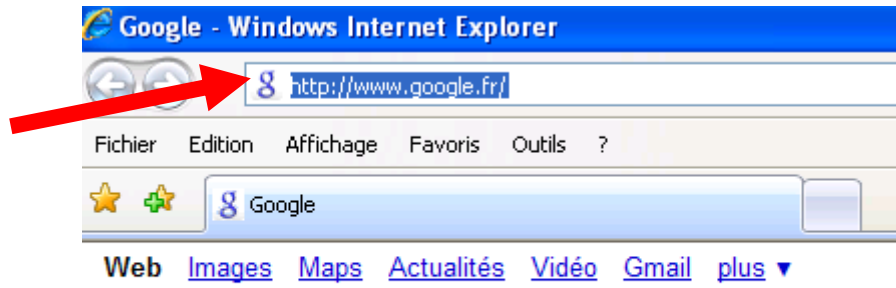 Google - Windows Internet Explorer
http://www.google.fr/
Fichier Edition Affichage Favoris Outils ?
Google
Web Images Maps Actualités Vidéo Gmail plus ▼